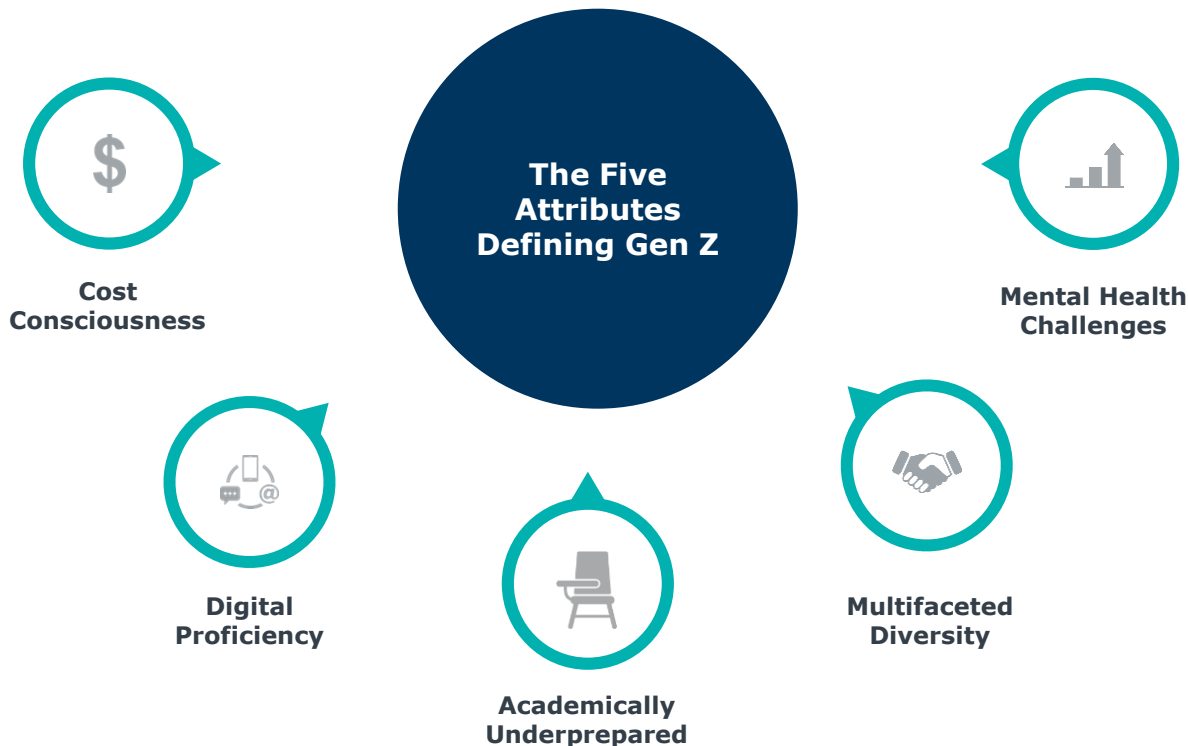 The Five
Attributes
Defining Gen Z
$
Cost
Consciousness
Digital
Proficiency
@
Academically
Underprepared
Multifaceted
Diversity
Mental Health
Challenges